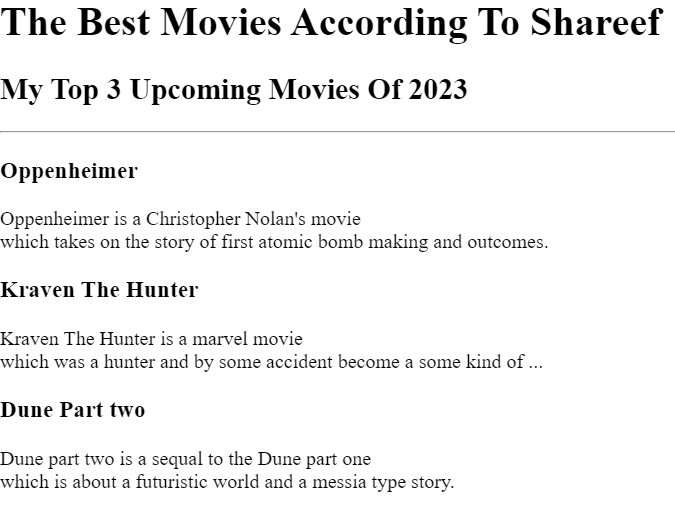 The Best Movies According To Shareef
My Top 3 Upcoming Movies Of 2023
Oppenheimer
Oppenheimer is a Christopher Nolan's movie
which takes on the story of first atomic bomb making and outcomes.
Kraven The Hunter
Kraven The Hunter is a marvel movie
which was a hunter and by some accident become a some kind of ...
Dune Part two
Dune part two is a sequal to the Dune part one
which is about a futuristic world and a messia type story.